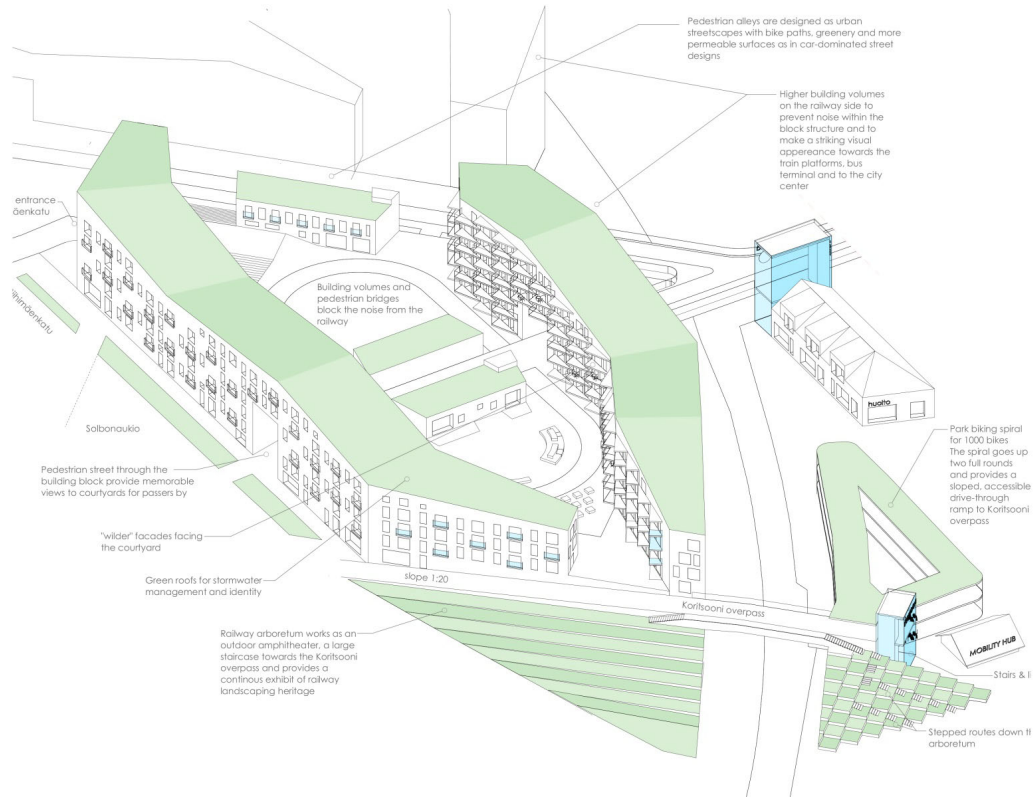 Pedestrian alleys are designed as urban
streetscapes with bike paths, greenery and more
permeable surfaces as in car-dominated street
designs
Higher building volumes
on the railway side to
prevent noise within the
block structure and to
make a striking visual
appereance towards the
train platforms, bus
terminal and to the city
center
entrance
äenkatu
Building volumes and
pedestrian bridges
block the noise from the
railway
ihimäenkatu
Salbonaukio
huolto
Park biking spiral
for 1000 bikes
The spiral goes up
two full rounds
and provides a
sloped, accessible
drive-through
ramp to Koritsooni
overpass
Pedestrian street through the
building block provide memorable
views to courtyards for passers by
"wilder" facades facing
the courtyard
Green roofs for stormwater
management and identity
slope 1:20
Koritsooni overpass
Railway arboretum works as an
outdoor amphitheater, a large
staircase towards the Koritsooni
overpass and provides a
continous exhibit of railway
landscaping heritage
MOBILITY HUB
Stairs & li
Stepped routes down th
arboretum